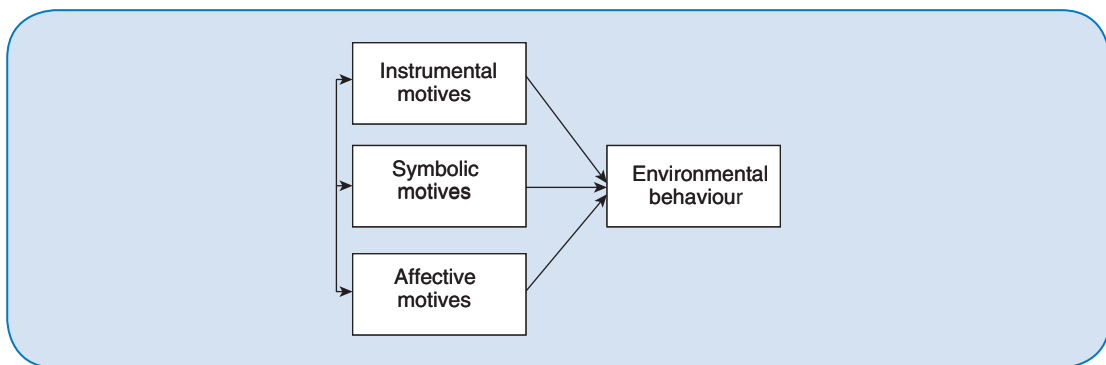 Instrumental
motives
Symbolic
motives
Environmental
behaviour
Affective
motives